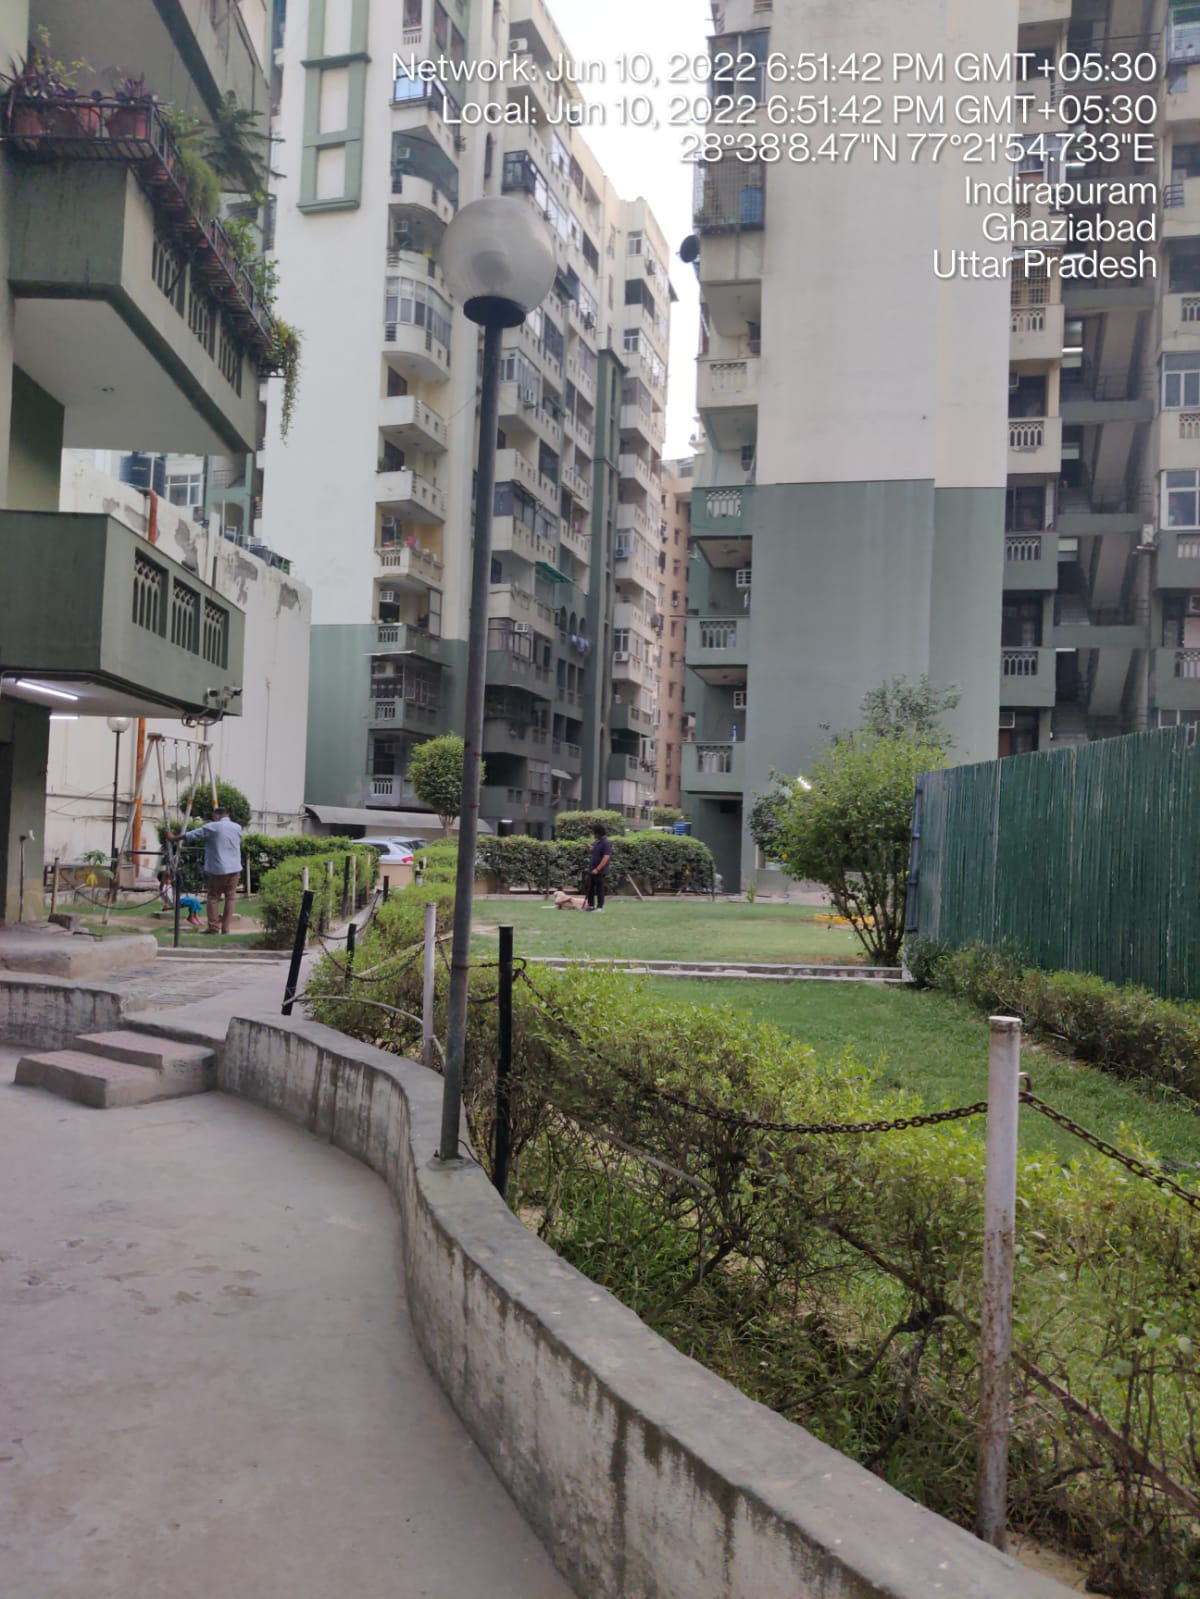 Network: Jun 10, 2022 6:51:42 PM GMT+05:30
Local: Jun 10, 2022 6:51:42 PM GMT+05:30
28°38'8.47"N 77°21'54.733"E
Indirapuram
Ghaziabad
Uttar Pradesh